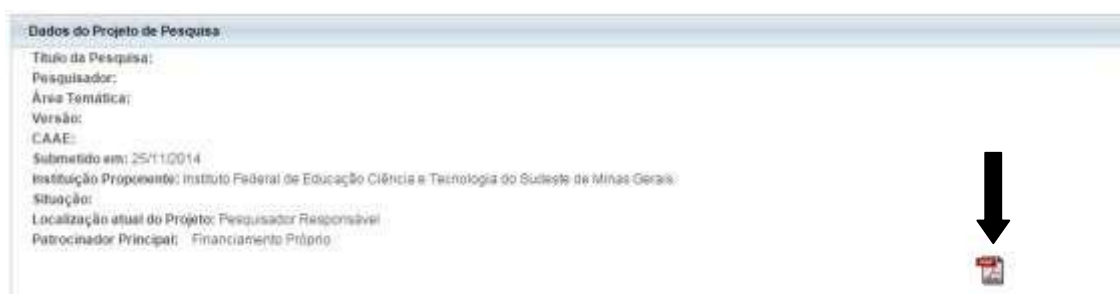 Dados do Projeto de Pesquisa
Título da Pesquisa:
Pesquisador:
Área Temática:
Versão:
CAAE:
Submetido em: 25/11/2014
Instituição Proponente: Instituto Federal de Educação Ciência e Tecnologia do Sudeste de Minas Gerais
Situação:
Localização atual do Projeto: Pesquisador Responsável
Patrocinador Principal: Financiamento Próprio